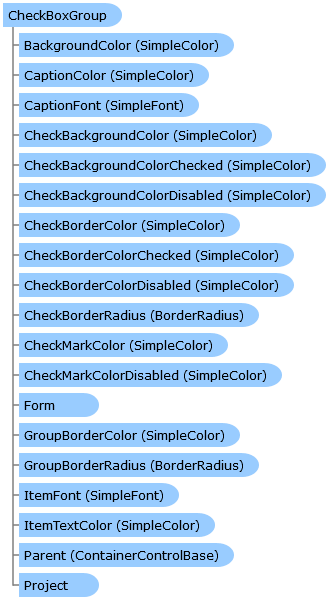 CheckBoxGroup
BackgroundColor (SimpleColor)
CaptionColor (SimpleColor)
CaptionFont (SimpleFont)
CheckBackgroundColor (SimpleColor)
CheckBackgroundColorChecked (SimpleColor)
CheckBackgroundColorDisabled (SimpleColor)
CheckBorderColor (SimpleColor)
CheckBorderColorChecked (SimpleColor)
CheckBorderColorDisabled (SimpleColor)
CheckBorderRadius (BorderRadius)
CheckMarkColor (SimpleColor)
CheckMarkColorDisabled (SimpleColor)
Form
GroupBorderColor (SimpleColor)
GroupBorderRadius (BorderRadius)
ItemFont (SimpleFont)
ItemTextColor (SimpleColor)
Parent (ContainerControlBase)
Project